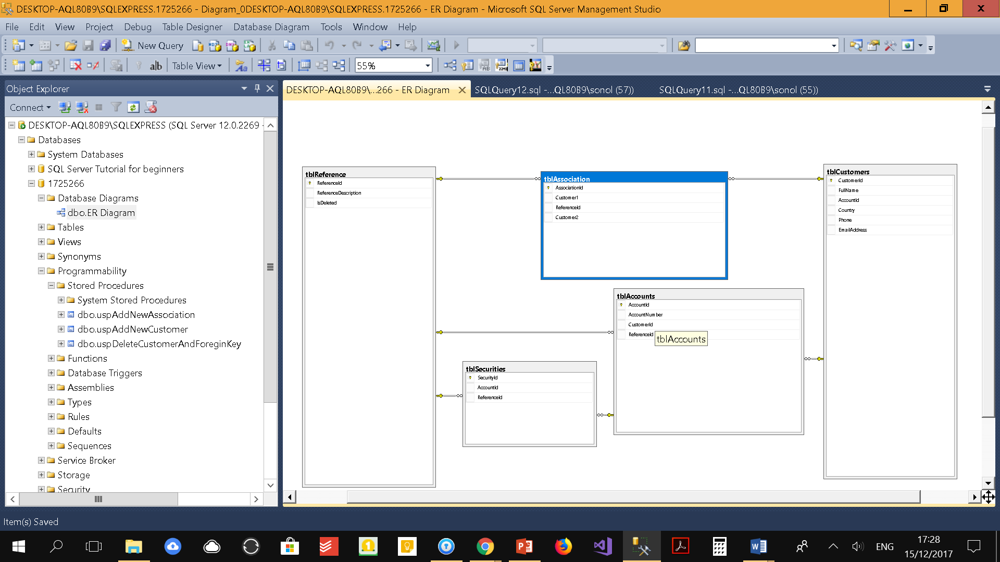 DESKTOP-AQL80B9\SQLEXPRESS.1725266 - Diagram_0DESKTOP-AQL80B9\SQLEXPRESS.1725266 - ER Diagram - Microsoft SQL Server Management Studio
File Edit View Project Debug Table Designer Database Diagram Tools Window Help
New Query
Table View 55%
Object Explorer
Connect
DESKTOP-AQL80B9\SQLEXPRESS (SQL Server 12.0.2269 -
Databases
System Databases
SQL Server Tutorial for beginners
1725266
Database Diagrams
dbo.ER Diagram
Tables
Views
Synonyms
Programmability
Stored Procedures
System Stored Procedures
dbo.uspAddNewAssociation
dbo.uspAddNewCustomer
dbo.uspDeleteCustomerAndForeginKey
Functions
Database Triggers
Assemblies
Types
Rules
Defaults
Sequences
Service Broker
Storage
Security
DESKTOP-AQL80B9\...266 - ER Diagram SQLQuery12.sql -...QL80B9\sonol (57)) SQLQuery11.sql -...QL80B9\sonol (55))
tblReference
ReferenceId
ReferenceDescription
IsDeleted
tblAssociation
AssociationId
Customer1
ReferenceId
Customer2
tblCustomers
CustomerId
FullName
AccountId
Country
Phone
EmailAddress
tblAccounts
AccountId
AccountNumber
CustomerId
ReferenceId
tblAccounts
tblSecurities
SecurityId
AccountId
ReferenceId
Item(s) Saved
ENG
17:28
15/12/2017